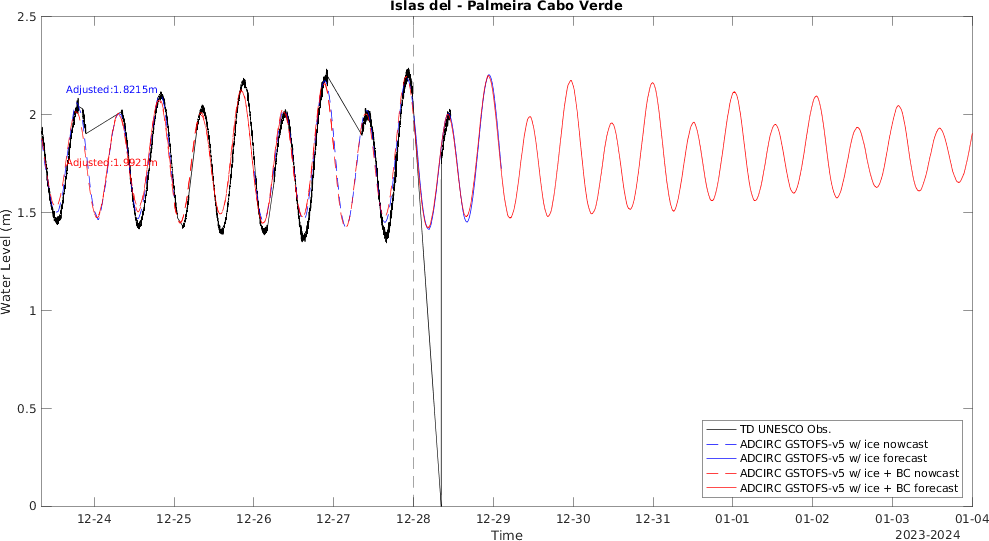 Islas del - Palmeira Cabo Verde
Water Level (m)
2.5
2
1.5
1
0.5
0
Adjusted:1.8215m
Adjusted:1.9921m
TD UNESCO Obs.
ADCIRC GSTOFS-v5 w/ ice nowcast
ADCIRC GSTOFS-v5 w/ ice forecast
ADCIRC GSTOFS-v5 w/ ice + BC nowcast
ADCIRC GSTOFS-v5 w/ ice + BC forecast
12-24 12-25 12-26 12-27 12-28 12-29 12-30 12-31 01-01 01-02 01-03 01-04
Time
2023-2024